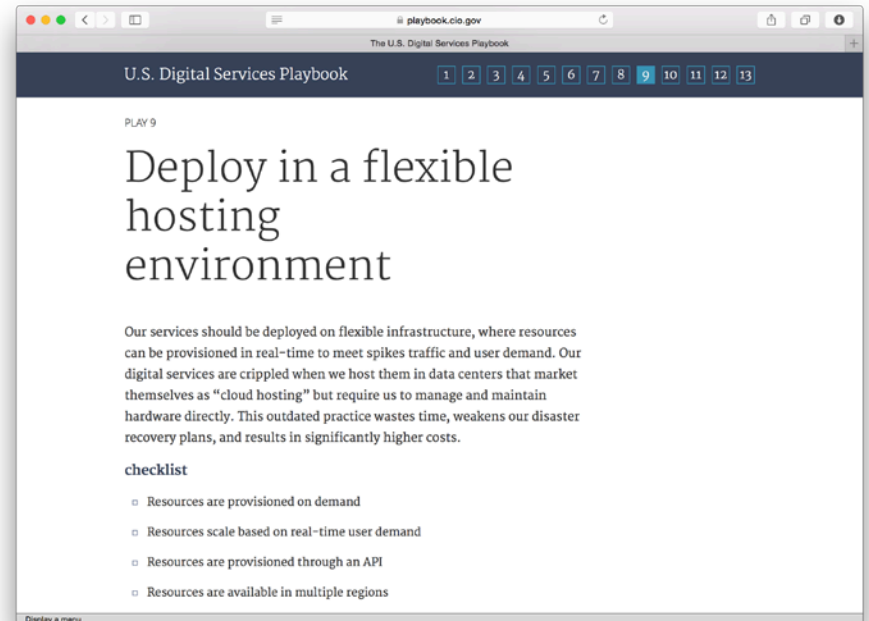 playbook.cio.gov
The U.S. Digital Services Playbook
+
U.S. Digital Services Playbook 1 2 3 4 5 6 7 8 9 10 11 12 13
PLAY 9
Deploy in a flexible
hosting
environment
Our services should be deployed on flexible infrastructure, where resources
can be provisioned in real-time to meet spikes traffic and user demand. Our
digital services are crippled when we host them in data centers that market
themselves as “cloud hosting” but require us to manage and maintain
hardware directly. This outdated practice wastes time, weakens our disaster
recovery plans, and results in significantly higher costs.
checklist
Resources are provisioned on demand
Resources scale based on real-time user demand
Resources are provisioned through an API
Resources are available in multiple regions
Display a menu